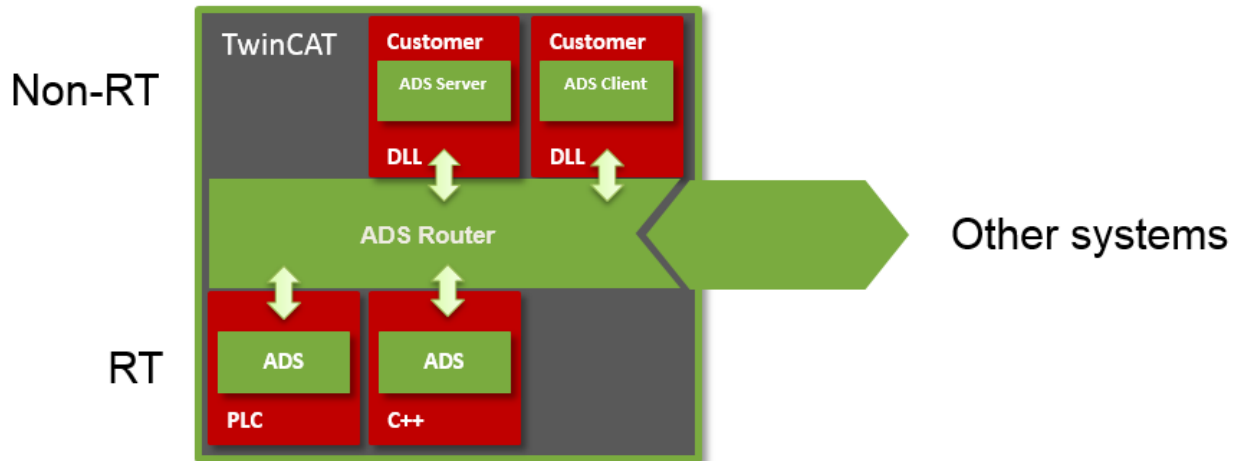 TwinCAT
Customer
Customer
Non-RT
ADS Server
ADS Client
DLL
DLL
ADS Router
Other systems
RT
ADS
ADS
PLC
C++